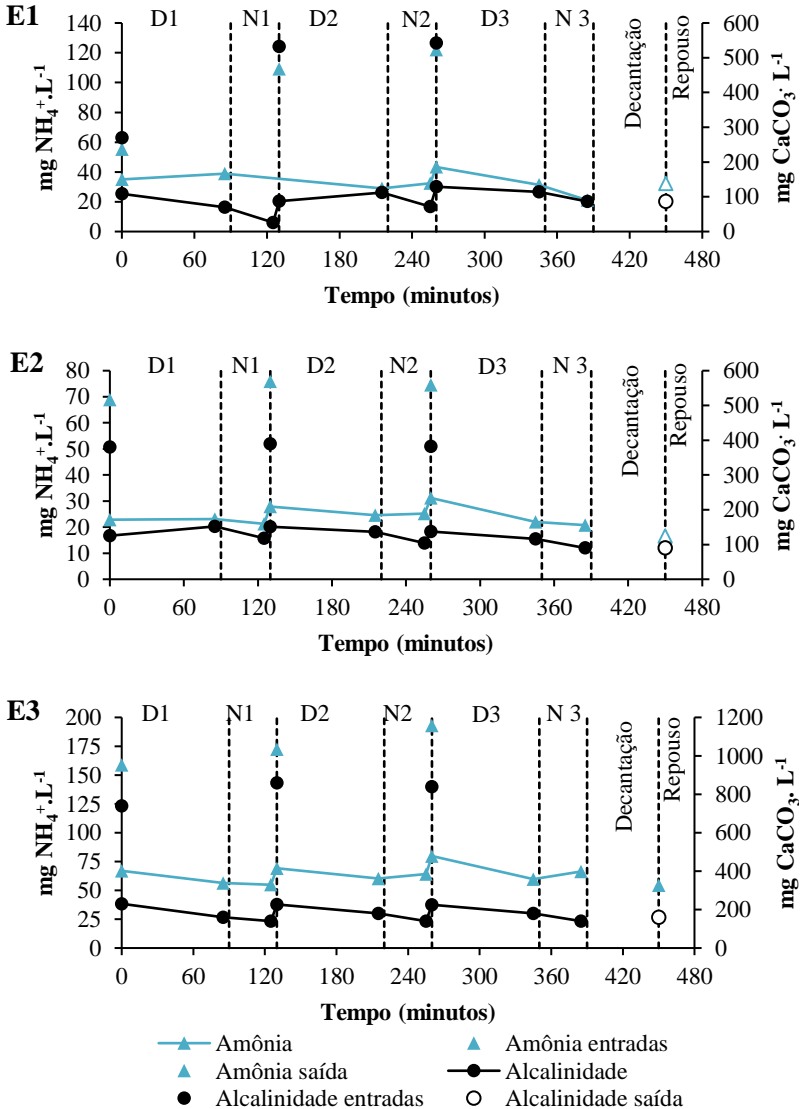 E1
D1 N1 D2 N2 D3 N 3 Decantação Repouso
mg NH₄⁺.L⁻¹
140
120
100
80
60
40
20
0
600
500
400
300
200
100
0
mg CaCO₃. L⁻¹
0 60 120 180 240 300 360 420 480
Tempo (minutos)
E2
D1 N1 D2 N2 D3 N 3 Decantação Repouso
mg NH₄⁺.L⁻¹
80
70
60
50
40
30
20
10
0
600
500
400
300
200
100
0
mg CaCO₃. L⁻¹
0 60 120 180 240 300 360 420 480
Tempo (minutos)
E3
D1 N1 D2 N2 D3 N 3 Decantação Repouso
mg NH₄⁺.L⁻¹
200
175
150
125
100
75
50
25
0
1200
1000
800
600
400
200
0
mg CaCO₃. L⁻¹
0 60 120 180 240 300 360 420 480
Tempo (minutos)
Amônia Amônia entradas
Amônia saída Alcalinidade
Alcalinidade entradas Alcalinidade saída